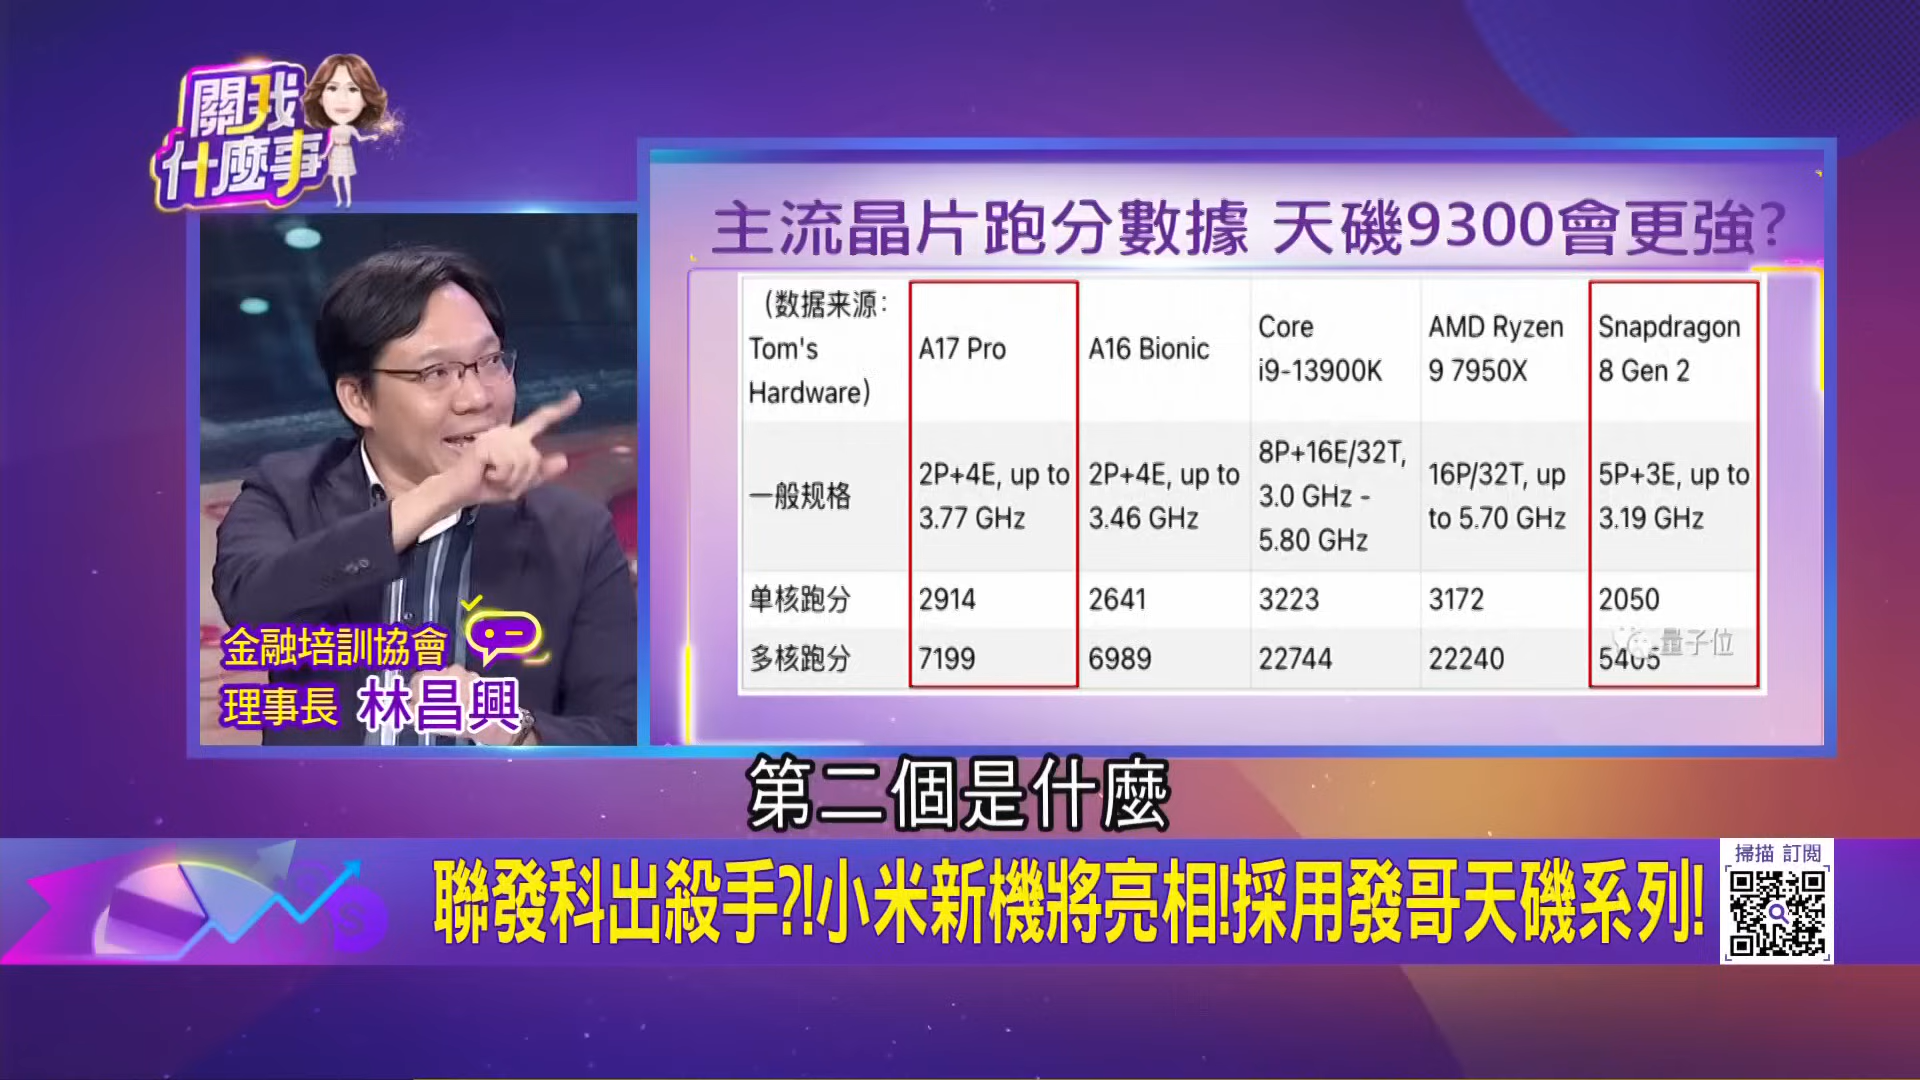 關我
什麼事
主流晶片跑分數據 天磯9300會更強?
（数据来源：
Tom's
Hardware）
A17 Pro
A16 Bionic
Core
i9-13900K
AMD Ryzen
9 7950X
Snapdragon
8 Gen 2
一般规格
2P+4E, up to
3.77 GHz
2P+4E, up to
3.46 GHz
8P+16E/32T,
3.0 GHz -
5.80 GHz
16P/32T, up
to 5.70 GHz
5P+3E, up to
3.19 GHz
单核跑分
2914
2641
3223
3172
2050
多核跑分
7199
6989
22744
22240
5405
量子位
金融培訓協會
理事長 林昌興
第二個是什麼
聯發科出殺手?!小米新機將亮相!採用發哥天磯系列!
掃描 訂閱